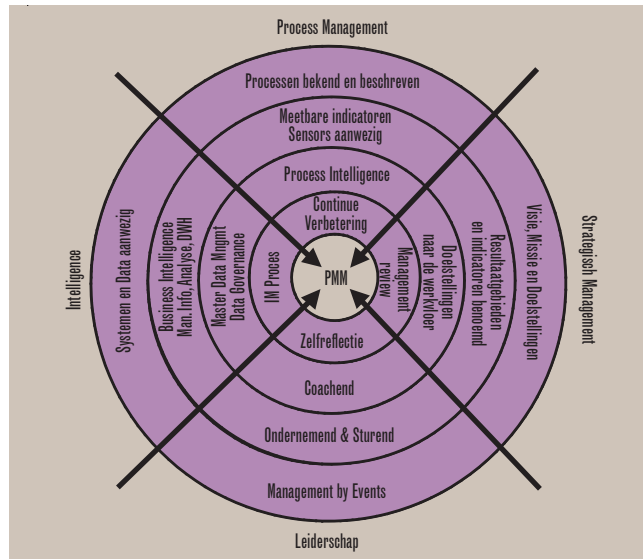 Process Management
Processen bekend en beschreven
Meetbare indicatoren
Sensors aanwezig
Process Intelligence
Continue
Verbetering
Intelligence
Systemen en Data aanwezig
Business Intelligence
Man. Info, Analyse, DWH
Master Data Mngmt
Data Governance
IM Proces
PMM
Management
review
Doelstellingen
naar de werkvloer
Resultaatgebieden
en indicatoren benoemd
Visie, Missie en Doelstellingen
Strategisch Management
Zelfreflectie
Coachend
Ondernemend & Sturend
Management by Events
Leiderschap